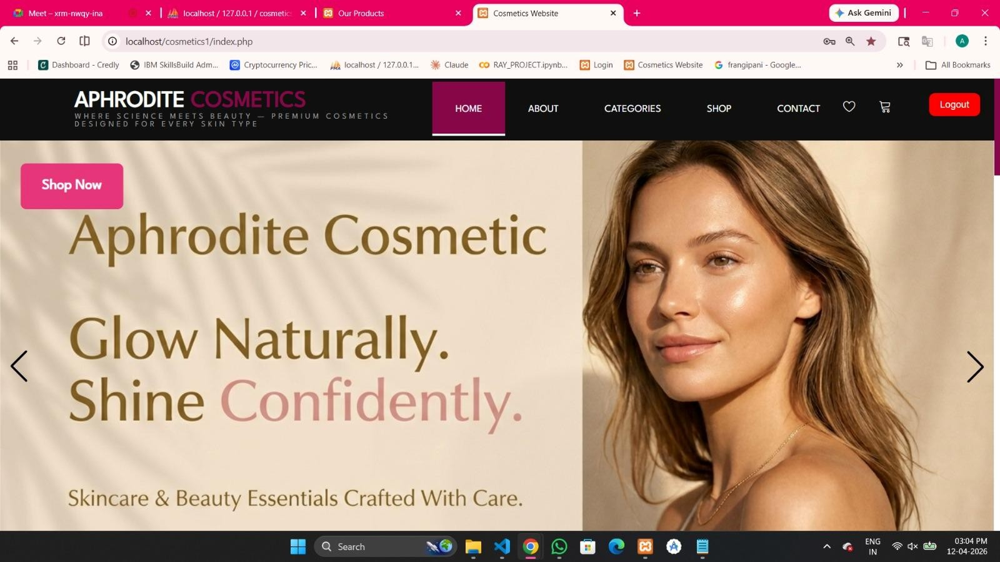 Meet – xrm-nwqy-ina
localhost / 127.0.0.1 / cosmetic
Our Products
Cosmetics Website
Ask Gemini
localhost/cosmetics1/index.php
A
Dashboard - Credly
IBM SkillsBuild Adm...
Cryptocurrency Pric...
localhost / 127.0.0.1...
Claude
RAY_PROJECT.ipynb...
Login
Cosmetics Website
frangipani - Google...
All Bookmarks
APHRODITE COSMETICS
WHERE SCIENCE MEETS BEAUTY — PREMIUM COSMETICS
DESIGNED FOR EVERY SKIN TYPE
HOME
ABOUT
CATEGORIES
SHOP
CONTACT
Logout
Shop Now
Aphrodite Cosmetic
Glow Naturally.
Shine Confidently.
Skincare & Beauty Essentials Crafted With Care.
Search
ENG
IN
03:04 PM
12-04-2026